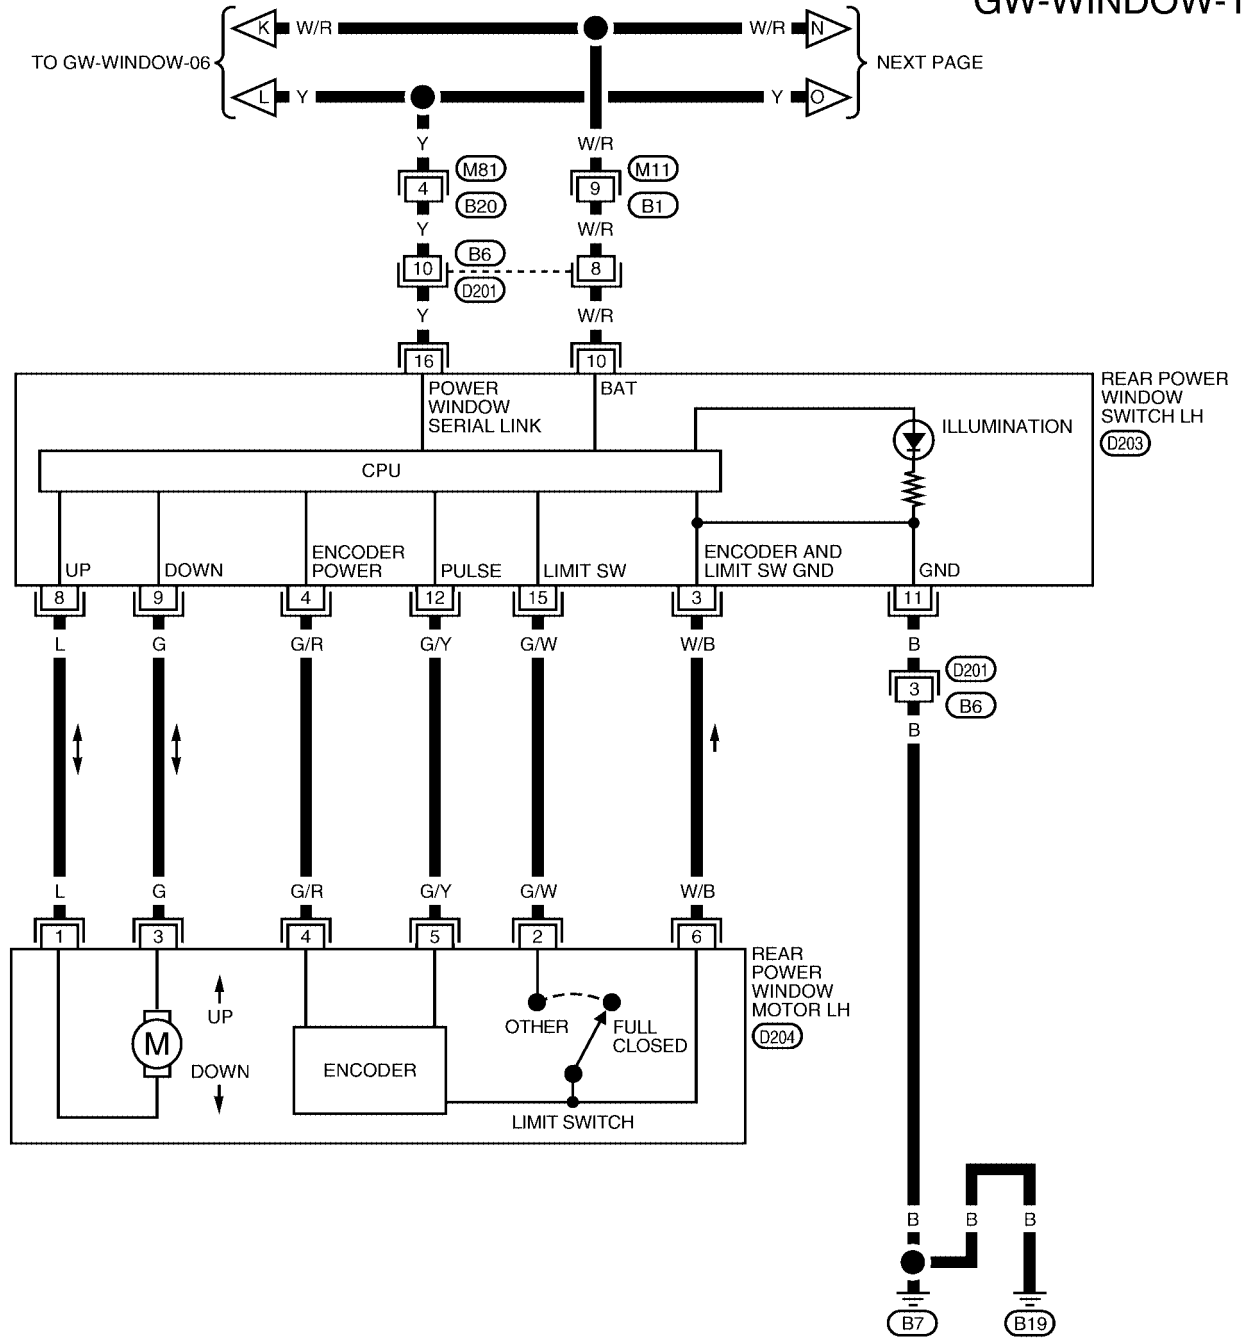 GW-WINDOW-1
K W/R W/R N
TO GW-WINDOW-06 NEXT PAGE
L Y Y O
Y W/R
M81 M11
4 9
B20 B1
Y W/R
B6
10 8
D201
Y W/R
16 10
REAR POWER
WINDOW
SWITCH LH
D203
POWER
WINDOW
SERIAL LINK
BAT
ILLUMINATION
CPU
UP
DOWN
ENCODER
POWER
PULSE
LIMIT SW
ENCODER AND
LIMIT SW GND
GND
8 9 4 12 15 3 11
L G G/R G/Y G/W W/B B
D201
3
B6
B
L G G/R G/Y G/W W/B
1 3 4 5 2 6
REAR
POWER
WINDOW
MOTOR LH
D204
UP
M
DOWN
ENCODER
OTHER
FULL
CLOSED
LIMIT SWITCH
B B B
B7 B19